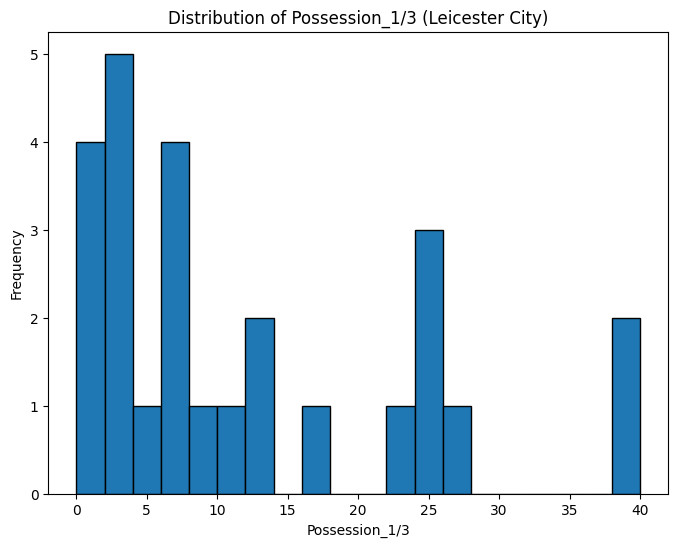 Distribution of Possession_1/3 (Leicester City)
5
4
3
2
1
0
Frequency
0 5 10 15 20 25 30 35 40
Possession_1/3